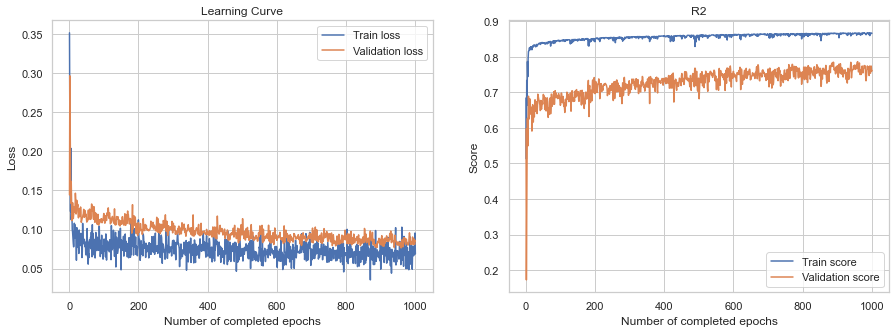 Learning Curve
Train loss
Validation loss
0.35
0.30
0.25
0.20
0.15
0.10
0.05
Loss
0
200
400
600
800
1000
Number of completed epochs
R2
0.9
0.8
0.7
0.6
0.5
0.4
0.3
0.2
Score
Train score
Validation score
0
200
400
600
800
1000
Number of completed epochs